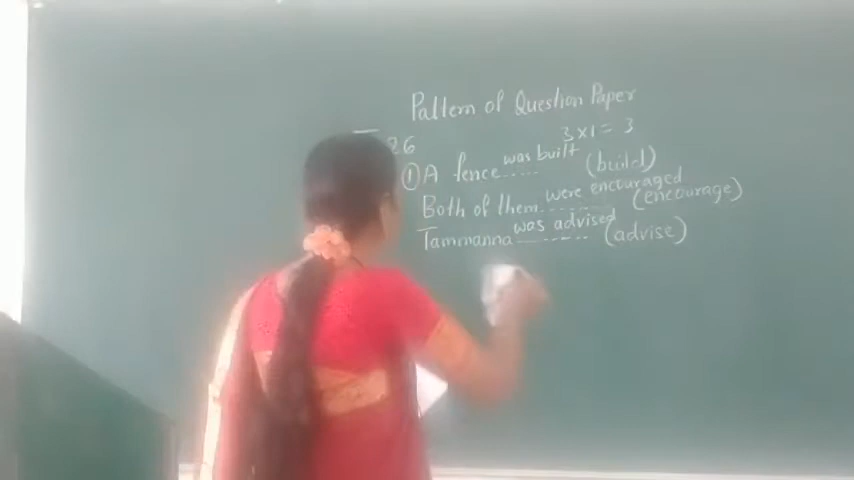 Pattern of Question Paper
26
3x1= 3
① A fence was built ..... (build)
Both of them were encouraged ........ (encourage)
Tammanna was advised ........ (advise)